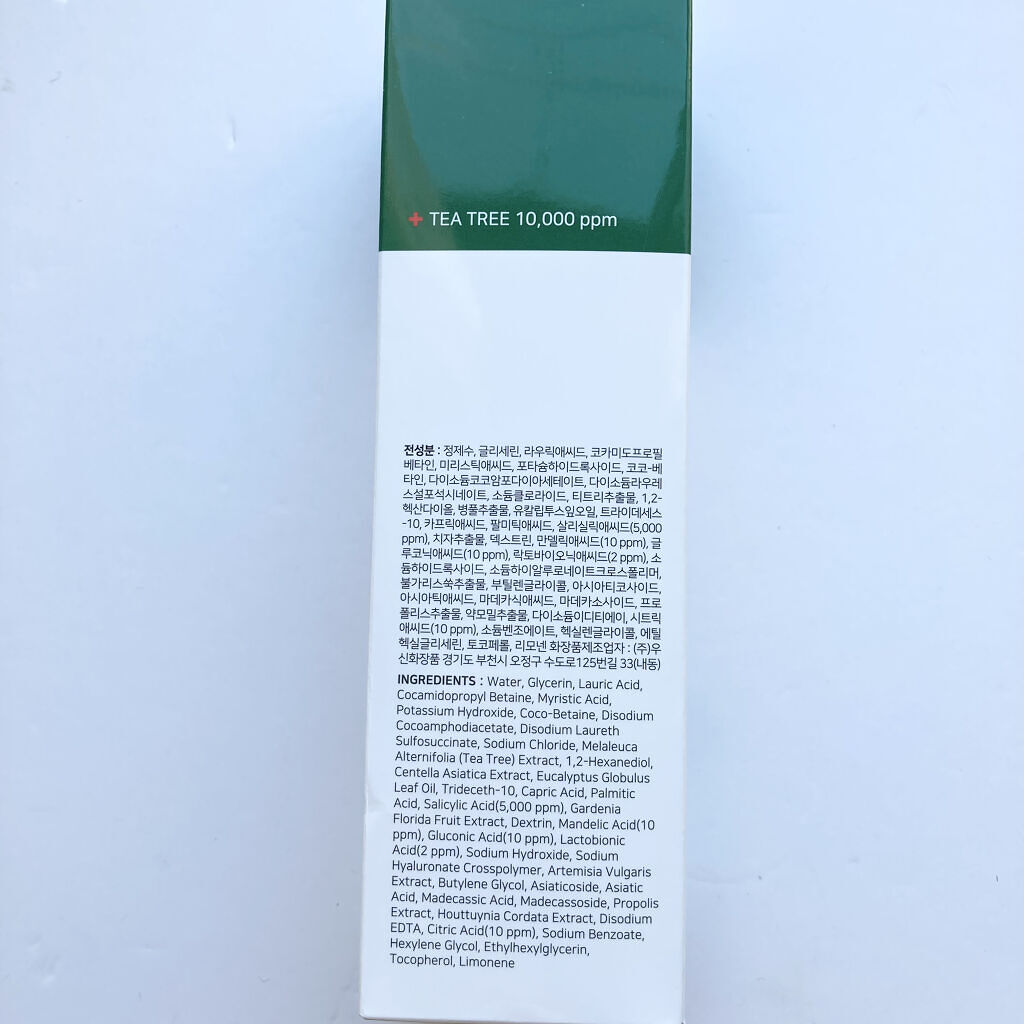 ✚ TEA TREE 10,000 ppm
전성분 : 정제수, 글리세린, 라우릭애씨드, 코카미도프로필
베타인, 미리스틱애씨드, 포타슘하이드록사이드, 코코-베
타인, 다이소듐코코암포다이아세테이트, 다이소듐라우레
스설포석시네이트, 소듐클로라이드, 티트리추출물, 1,2-
헥산다이올, 병풀추출물, 유칼립투스잎오일, 트라이데세스
-10, 카프릭애씨드, 팔미틱애씨드, 살리실릭애씨드(5,000
ppm), 치자추출물, 덱스트린, 만델릭애씨드(10 ppm), 글
루코닉애씨드(10 ppm), 락토바이오닉애씨드(2 ppm), 소
듐하이드록사이드, 소듐하이알루로네이트크로스폴리머,
불가리스쑥추출물, 부틸렌글라이콜, 아시아티코사이드,
아시아틱애씨드, 마데카식애씨드, 마데카소사이드, 프로
폴리스추출물, 약모밀추출물, 다이소듐이디티에이, 시트릭
애씨드(10 ppm), 소듐벤조에이트, 헥실렌글라이콜, 에틸
헥실글리세린, 토코페롤, 리모넨 화장품제조업자 : (주)우
신화장품 경기도 부천시 오정구 수도로125번길 33(내동)
INGREDIENTS : Water, Glycerin, Lauric Acid,
Cocamidopropyl Betaine, Myristic Acid,
Potassium Hydroxide, Coco-Betaine, Disodium
Cocoamphodiacetate, Disodium Laureth
Sulfosuccinate, Sodium Chloride, Melaleuca
Alternifolia (Tea Tree) Extract, 1,2-Hexanediol,
Centella Asiatica Extract, Eucalyptus Globulus
Leaf Oil, Trideceth-10, Capric Acid, Palmitic
Acid, Salicylic Acid(5,000 ppm), Gardenia
Florida Fruit Extract, Dextrin, Mandelic Acid(10
ppm), Gluconic Acid(10 ppm), Lactobionic
Acid(2 ppm), Sodium Hydroxide, Sodium
Hyaluronate Crosspolymer, Artemisia Vulgaris
Extract, Butylene Glycol, Asiaticoside, Asiatic
Acid, Madecassic Acid, Madecassoside, Propolis
Extract, Houttuynia Cordata Extract, Disodium
EDTA, Citric Acid(10 ppm), Sodium Benzoate,
Hexylene Glycol, Ethylhexylglycerin,
Tocopherol, Limonene